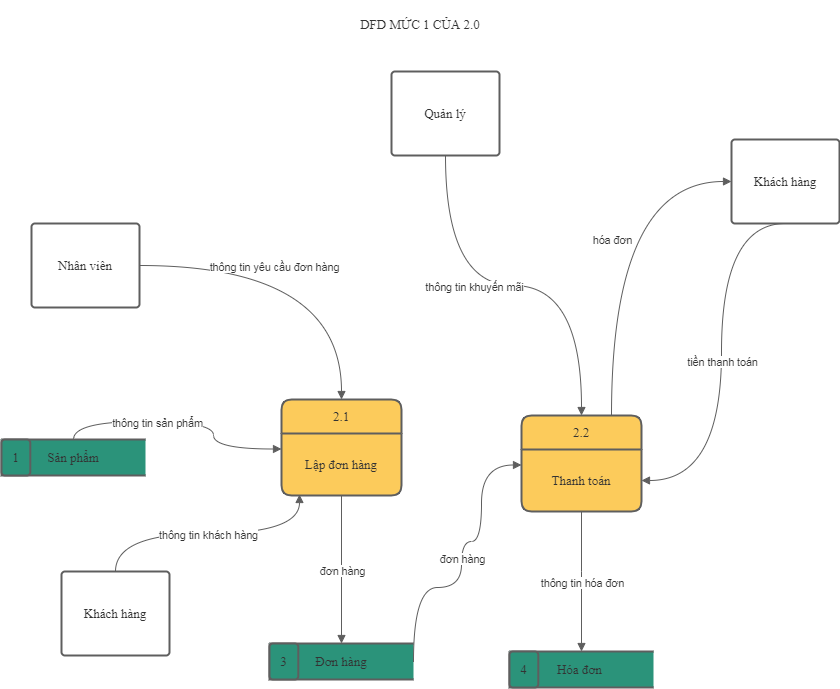 DFD MỨC 1 CỦA 2.0
Quản lý
Khách hàng
hóa đơn
Nhân viên
thông tin yêu cầu đơn hàng
thông tin khuyến mãi
tiền thanh toán
2.1
Lập đơn hàng
thông tin sản phẩm
1
Sản phẩm
2.2
Thanh toán
thông tin khách hàng
Khách hàng
đơn hàng
đơn hàng
thông tin hóa đơn
3
Đơn hàng
4
Hóa đơn